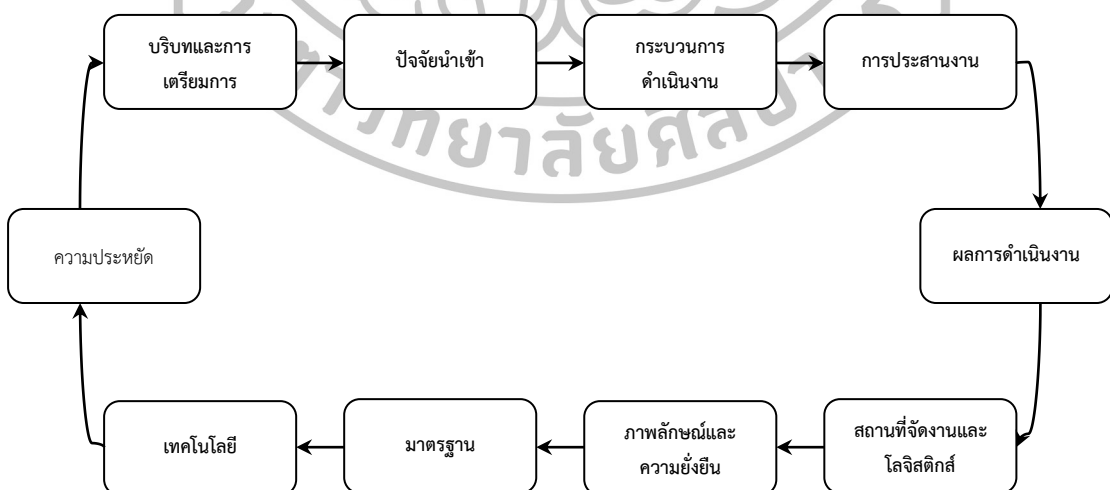 บริบทและการ
เตรียมการ
ปัจจัยนำเข้า
กระบวนการ
ดำเนินงาน
การประสานงาน
ผลการดำเนินงาน
สถานที่จัดงานและ
โลจิสติกส์
ภาพลักษณ์และ
ความยั่งยืน
มาตรฐาน
เทคโนโลยี
ความประหยัด